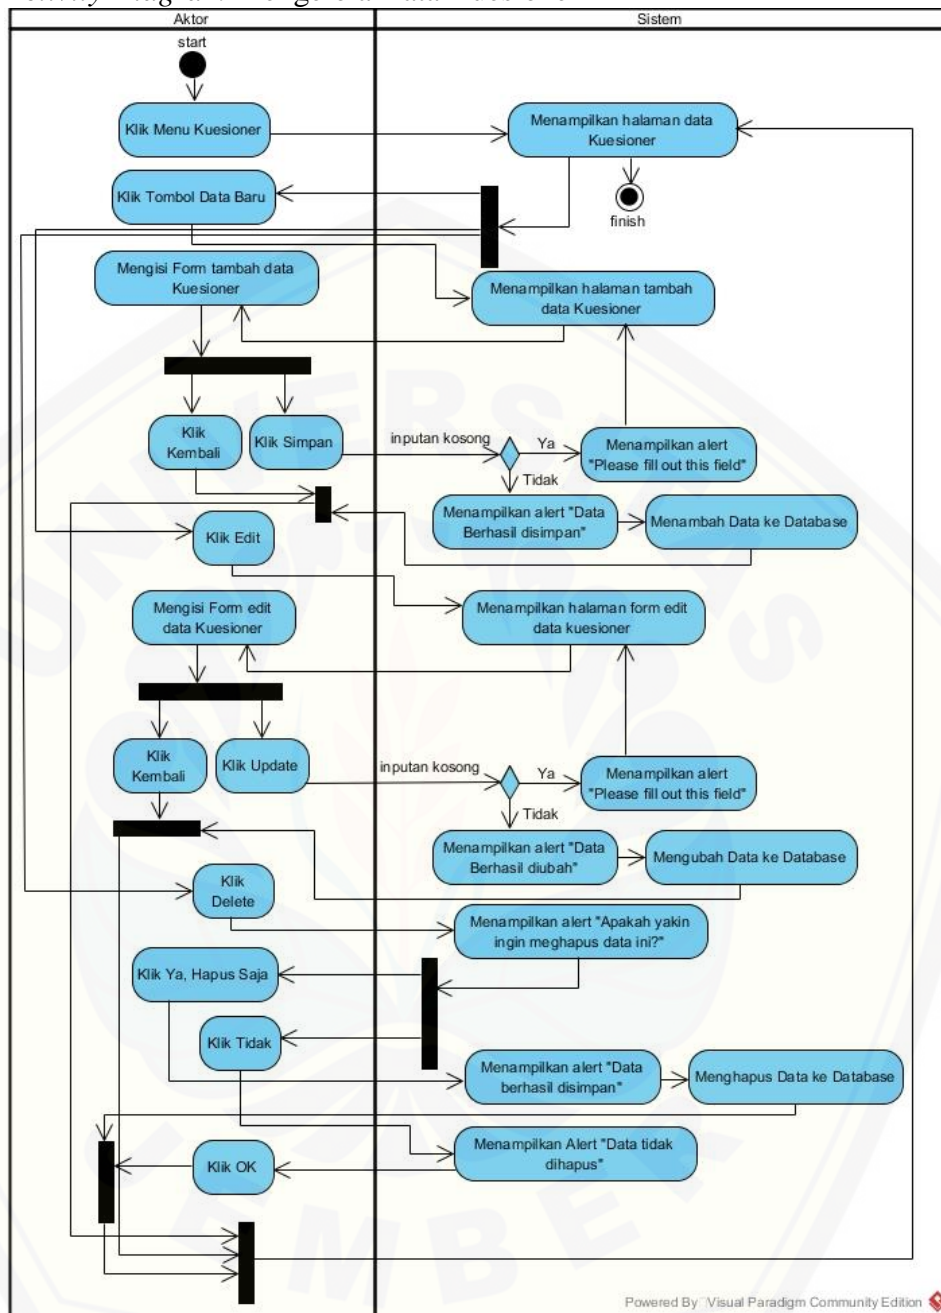 Aktor
Sistem
start
Klik Menu Kuesioner
Menampilkan halaman data
Kuesioner
Klik Tombol Data Baru
finish
Mengisi Form tambah data
Kuesioner
Menampilkan halaman tambah
data Kuesioner
Klik
Kembali
Klik Simpan
inputan kosong
Ya
Menampilkan alert
"Please fill out this field"
Tidak
Menampilkan alert "Data
Berhasil disimpan"
Menambah Data ke Database
Klik Edit
Mengisi Form edit
data Kuesioner
Menampilkan halaman form edit
data kuesioner
Klik
Kembali
Klik Update
inputan kosong
Ya
Menampilkan alert
"Please fill out this field"
Tidak
Menampilkan alert "Data
Berhasil diubah"
Mengubah Data ke Database
Klik
Delete
Menampilkan alert "Apakah yakin
ingin meghapus data ini?"
Klik Ya, Hapus Saja
Klik Tidak
Menampilkan alert "Data
berhasil disimpan"
Menghapus Data ke Database
Menampilkan Alert "Data tidak
dihapus"
Klik OK
UNIVERSITAS
JEMBER
Powered By Visual Paradigm Community Edition